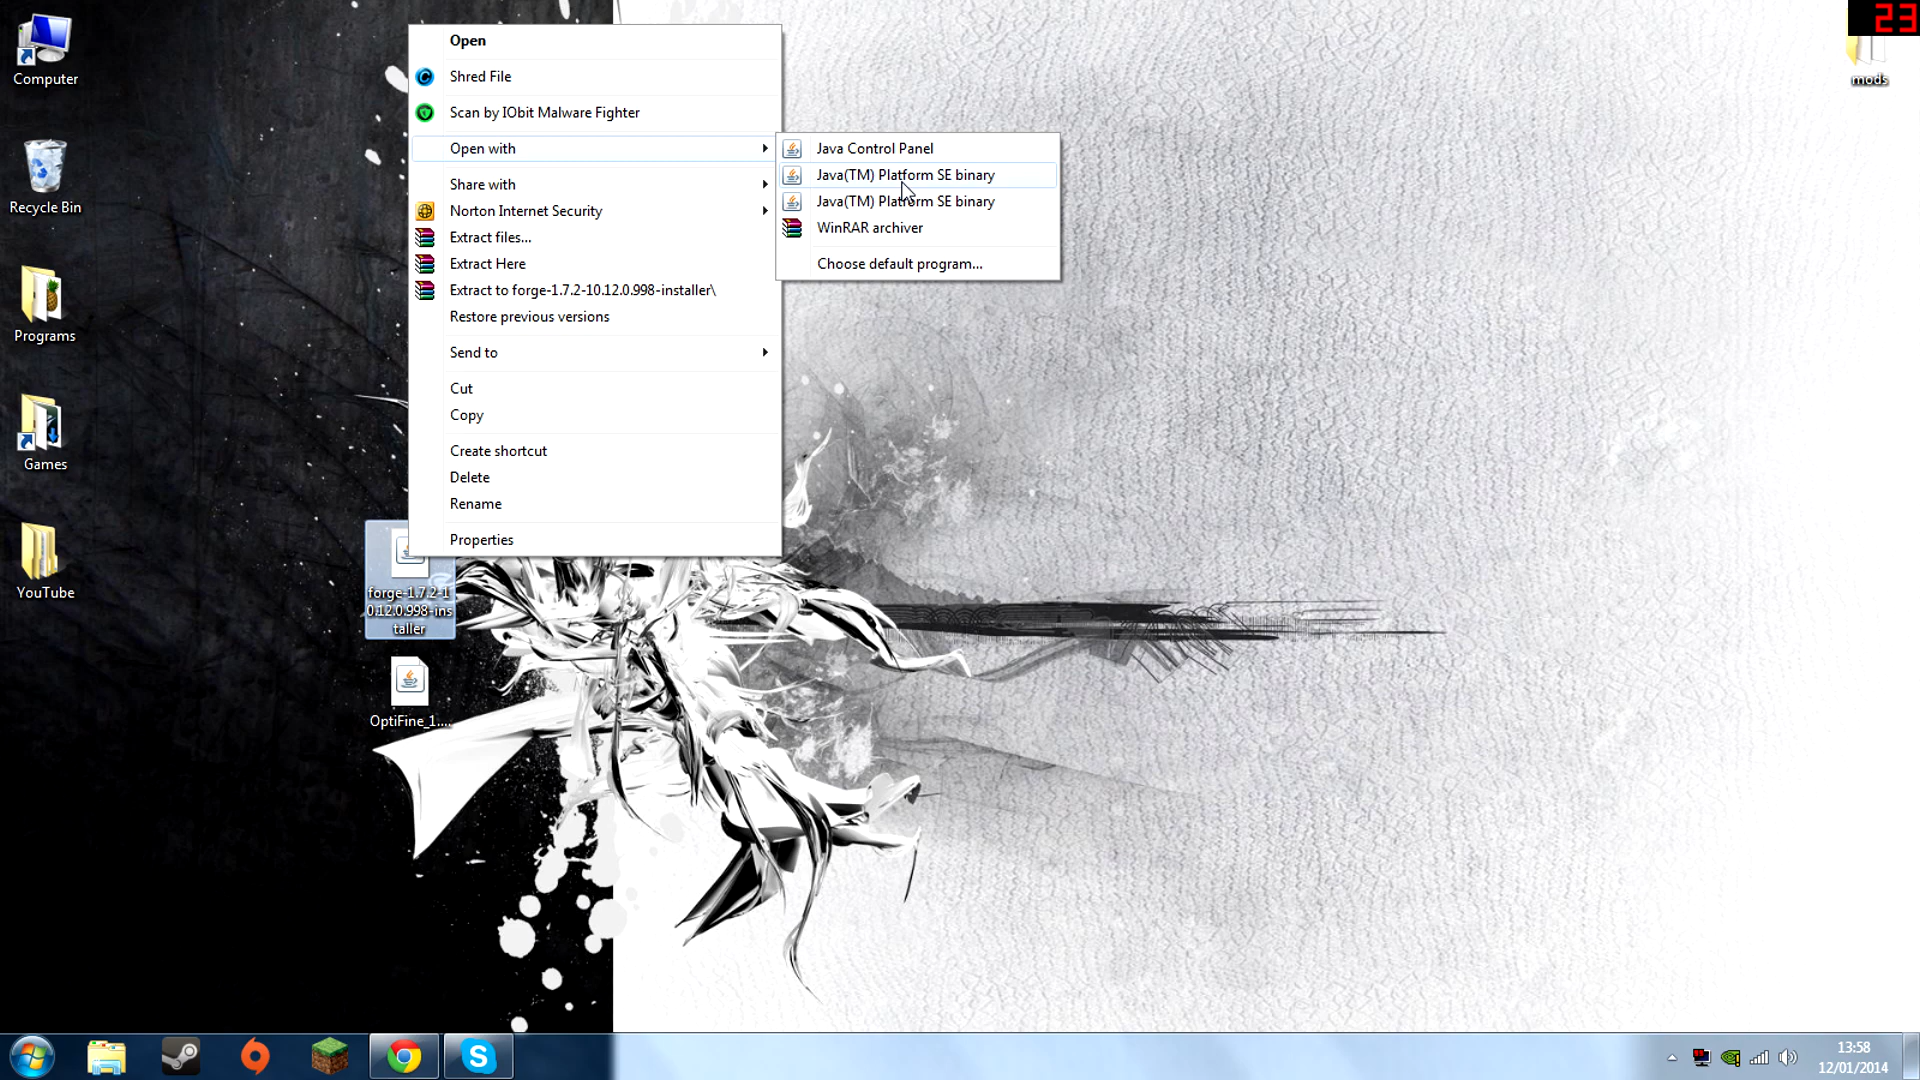 23
Computer
Recycle Bin
Programs
Games
YouTube
mods
Open
Shred File
Scan by IObit Malware Fighter
Open with
Share with
Norton Internet Security
Extract files...
Extract Here
Extract to forge-1.7.2-10.12.0.998-installer\
Restore previous versions
Send to
Cut
Copy
Create shortcut
Delete
Rename
Properties
Java Control Panel
Java(TM) Platform SE binary
Java(TM) Platform SE binary
WinRAR archiver
Choose default program...
forge-1.7.2-1
0.12.0.998-ins
taller
OptiFine_1....
13:58
12/01/2014